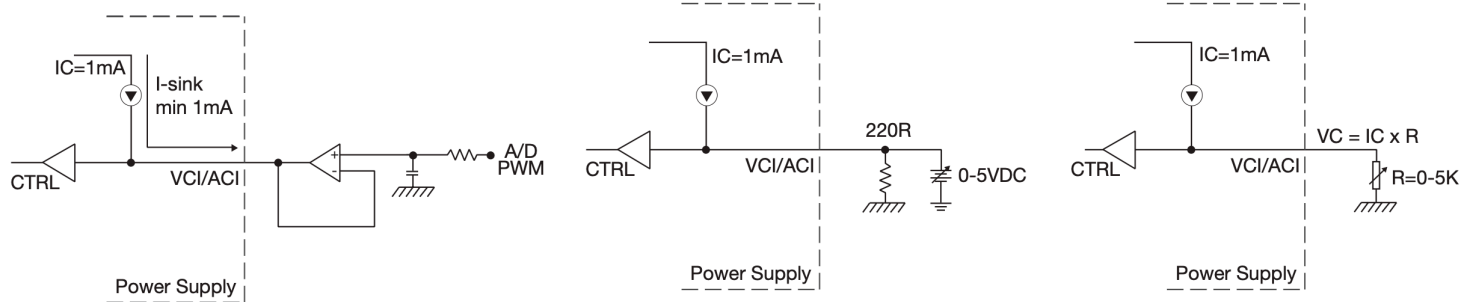 IC=1mA
I-sink
min 1mA
CTRL
VCI/ACI
+
-
A/D
PWM
Power Supply
IC=1mA
220R
CTRL
VCI/ACI
0-5VDC
Power Supply
IC=1mA
VC = IC x R
CTRL
VCI/ACI
R=0-5K
Power Supply